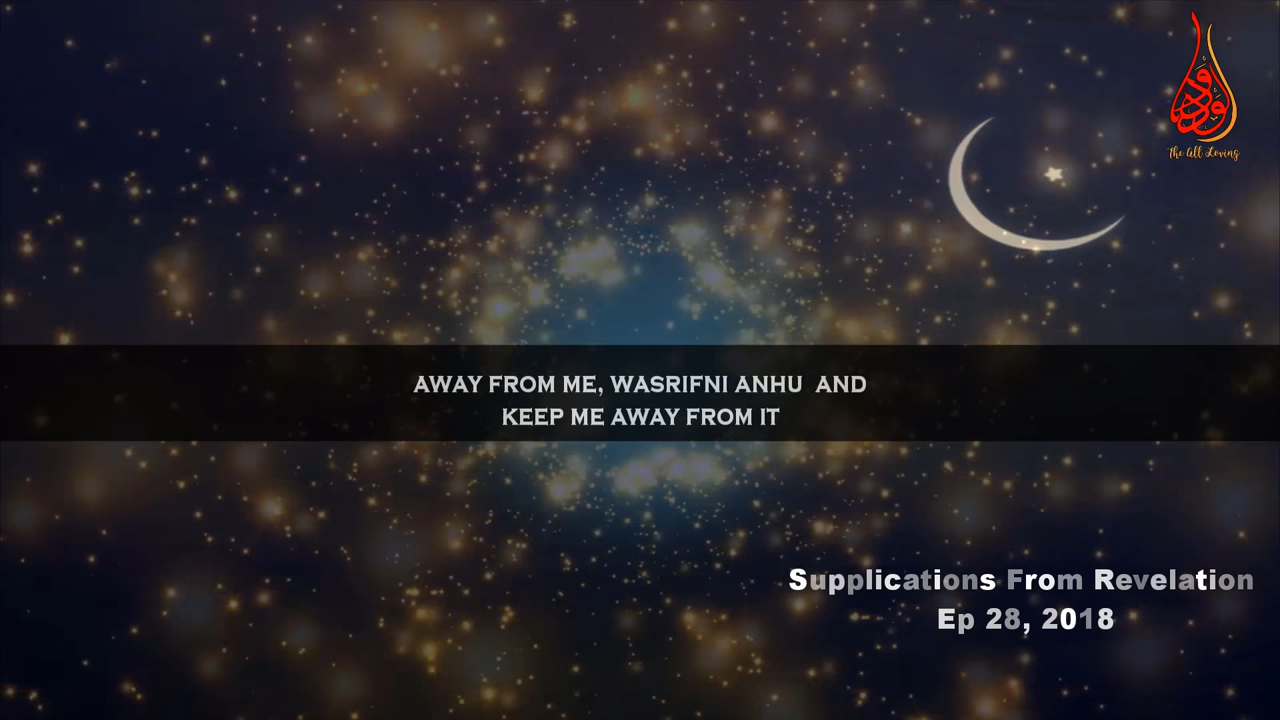 الودود
The All Loving
AWAY FROM ME, WASRIFNI ANHU  AND
KEEP ME AWAY FROM IT
Supplications From Revelation
Ep 28, 2018